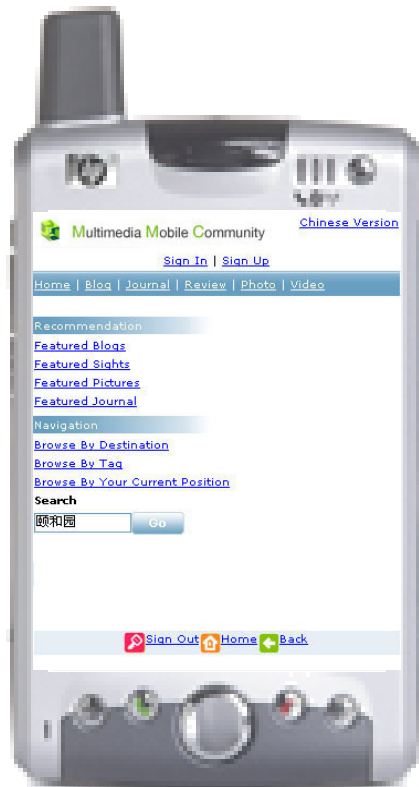 hp
Chinese Version
Multimedia Mobile Community
Sign In | Sign Up
Home | Blog | Journal | Review | Photo | Video
Recommendation
Featured Blogs
Featured Sights
Featured Pictures
Featured Journal
Navigation
Browse By Destination
Browse By Tag
Browse By Your Current Position
Search
颐和园 Go
Sign Out Home Back